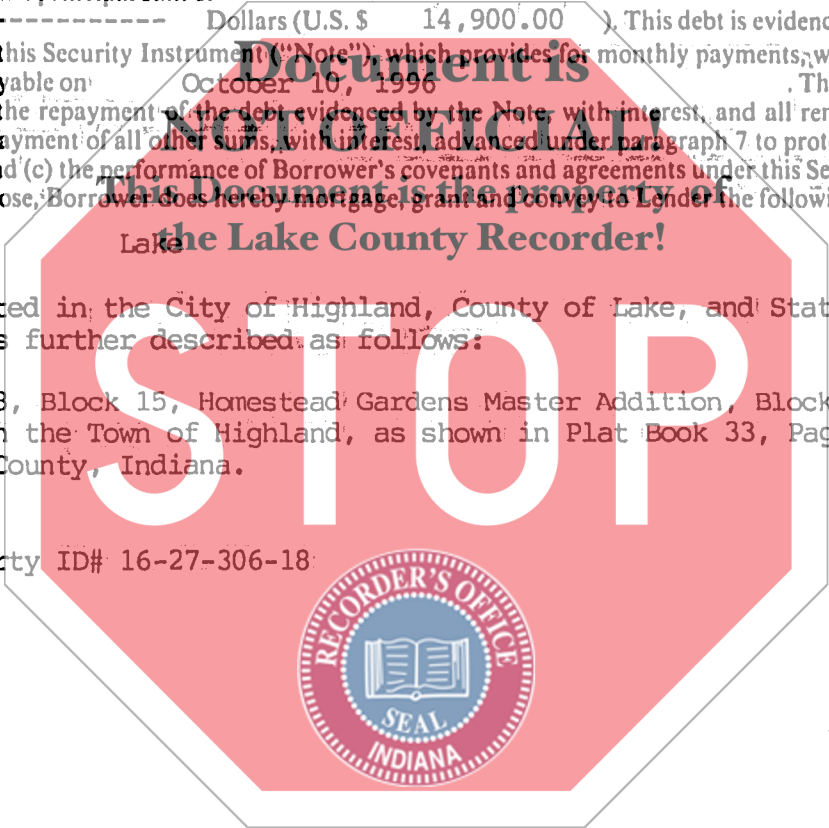 Dollars (U.S. $ 14,900.00 ). This debt is evidenc
this Security Instrument ("Note"), which provides for monthly payments, w
yable on October 10, 1996 . Th
the repayment of the debt evidenced by the Note, with interest, and all ren
ayment of all other sums, with interest, advanced under paragraph 7 to prot
d (c) the performance of Borrower's covenants and agreements under this Se
ose, Borrower does hereby mortgage, grant and convey to Lender the followi
Lake
Document is
NOT OFFICIAL!
This Document is the property of
the Lake County Recorder!
ted in the City of Highland, County of Lake, and Stat
s further described as follows:
3, Block 15, Homestead Gardens Master Addition, Block
n the Town of Highland, as shown in Plat Book 33, Pag
County, Indiana.
STOP
rty ID# 16-27-306-18
RECORDER'S OFFICE
SEAL
INDIANA